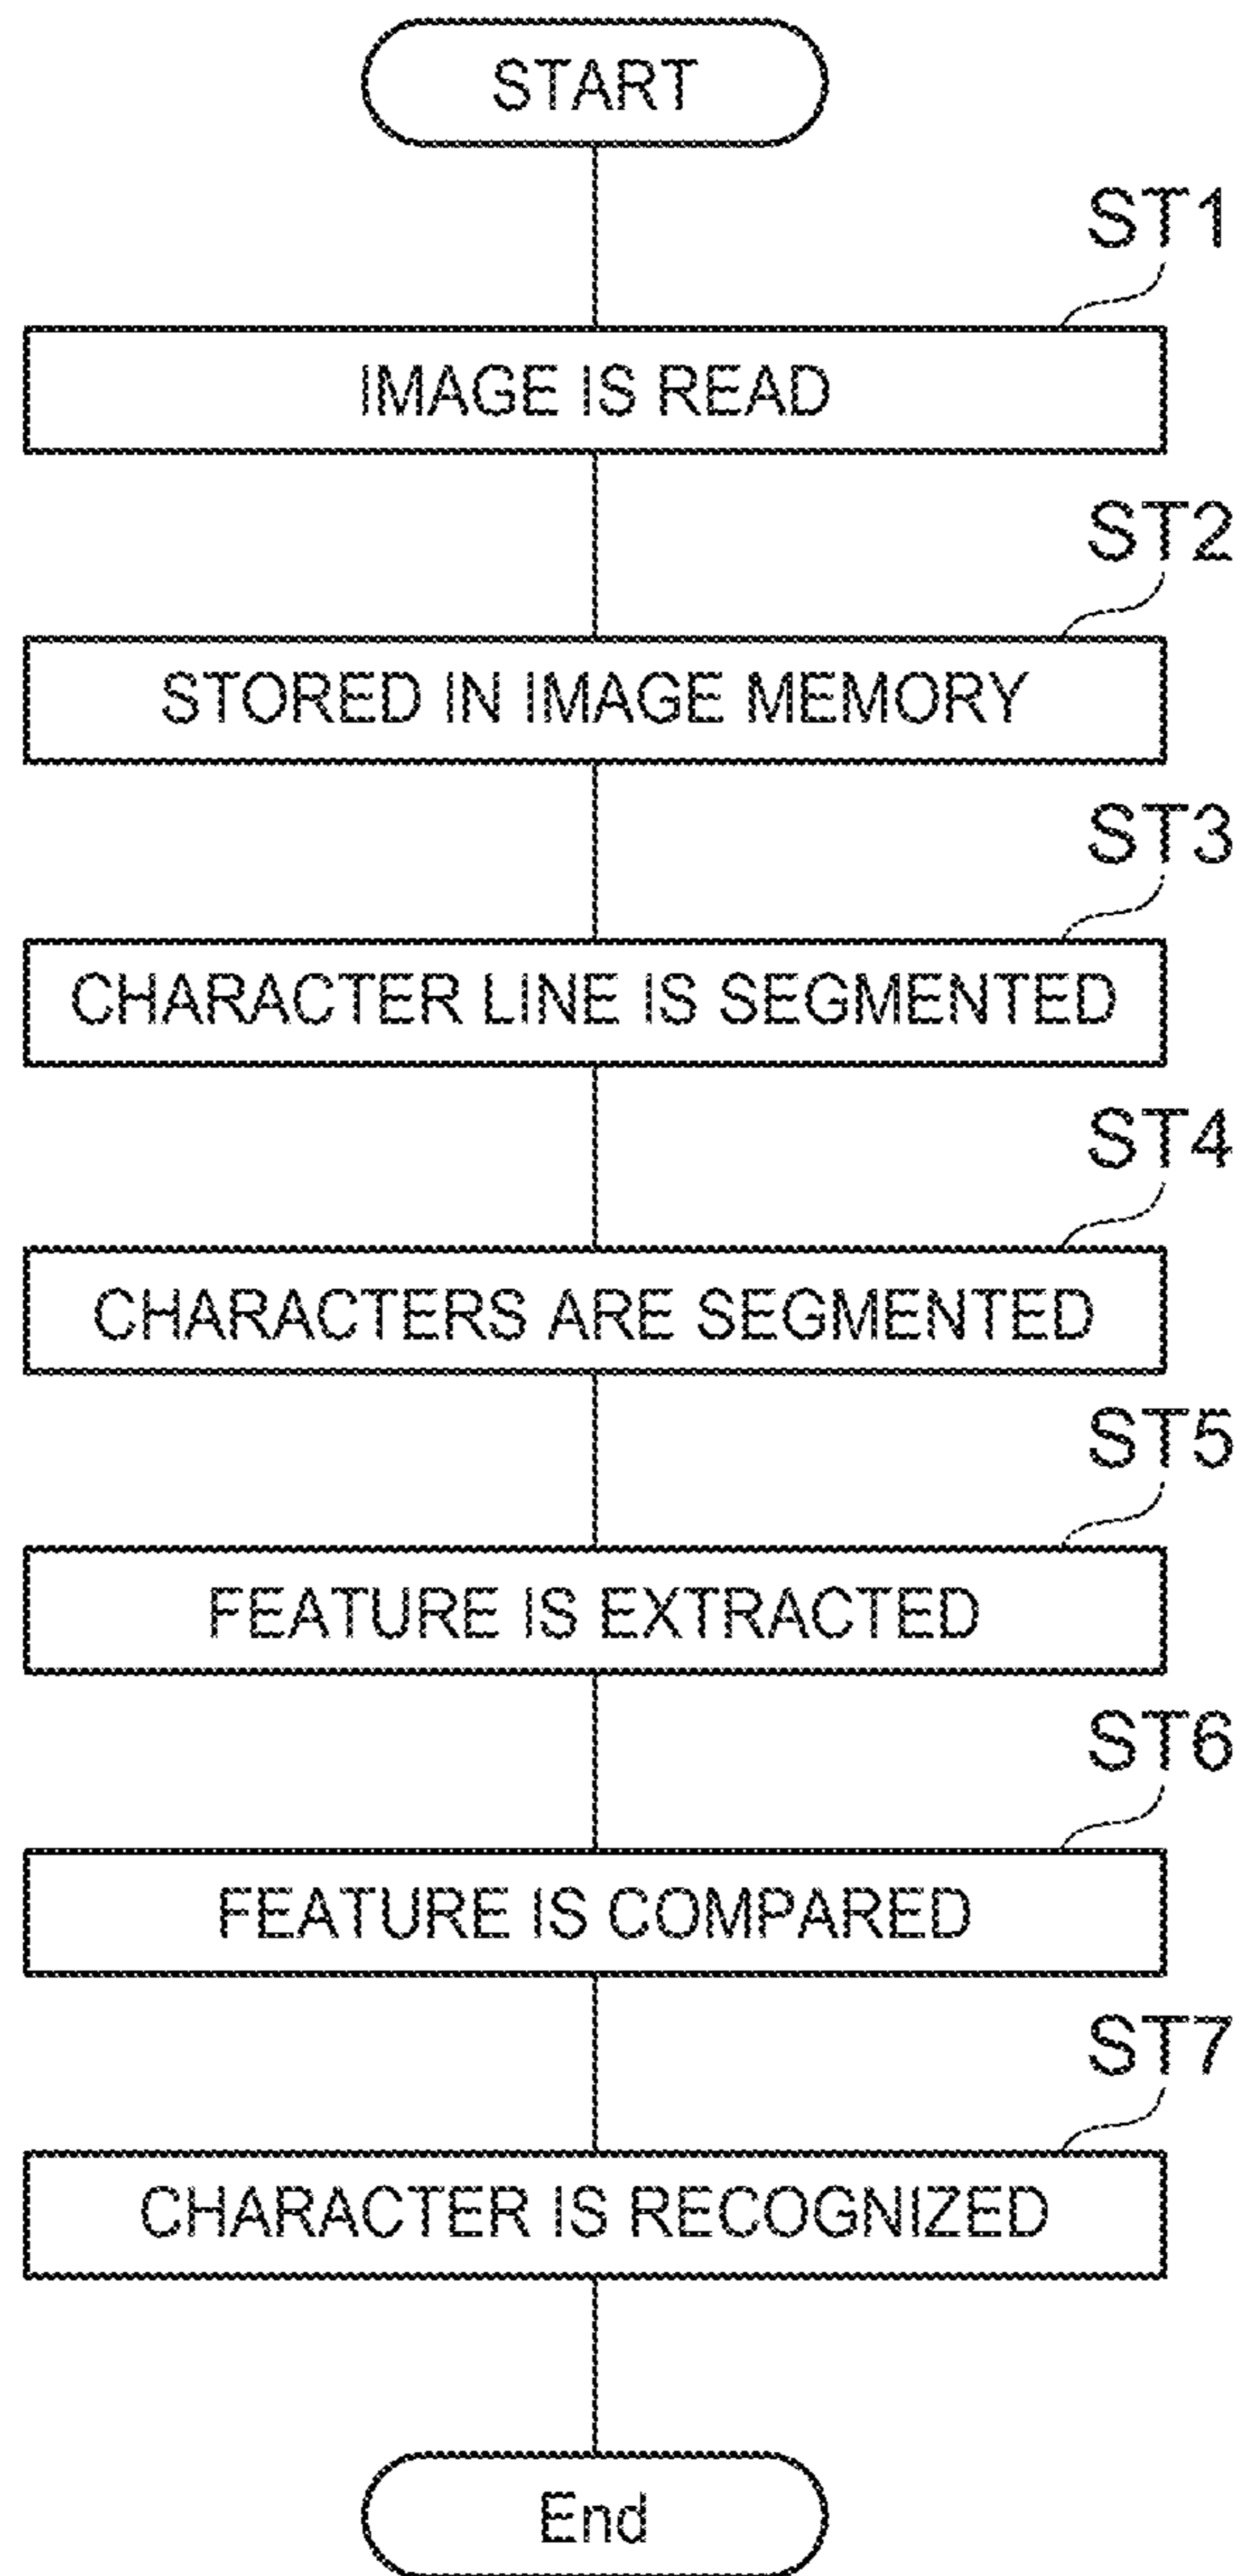 START
ST1
IMAGE IS READ
ST2
STORED IN IMAGE MEMORY
ST3
CHARACTER LINE IS SEGMENTED
ST4
CHARACTERS ARE SEGMENTED
ST5
FEATURE IS EXTRACTED
ST6
FEATURE IS COMPARED
ST7
CHARACTER IS RECOGNIZED
End